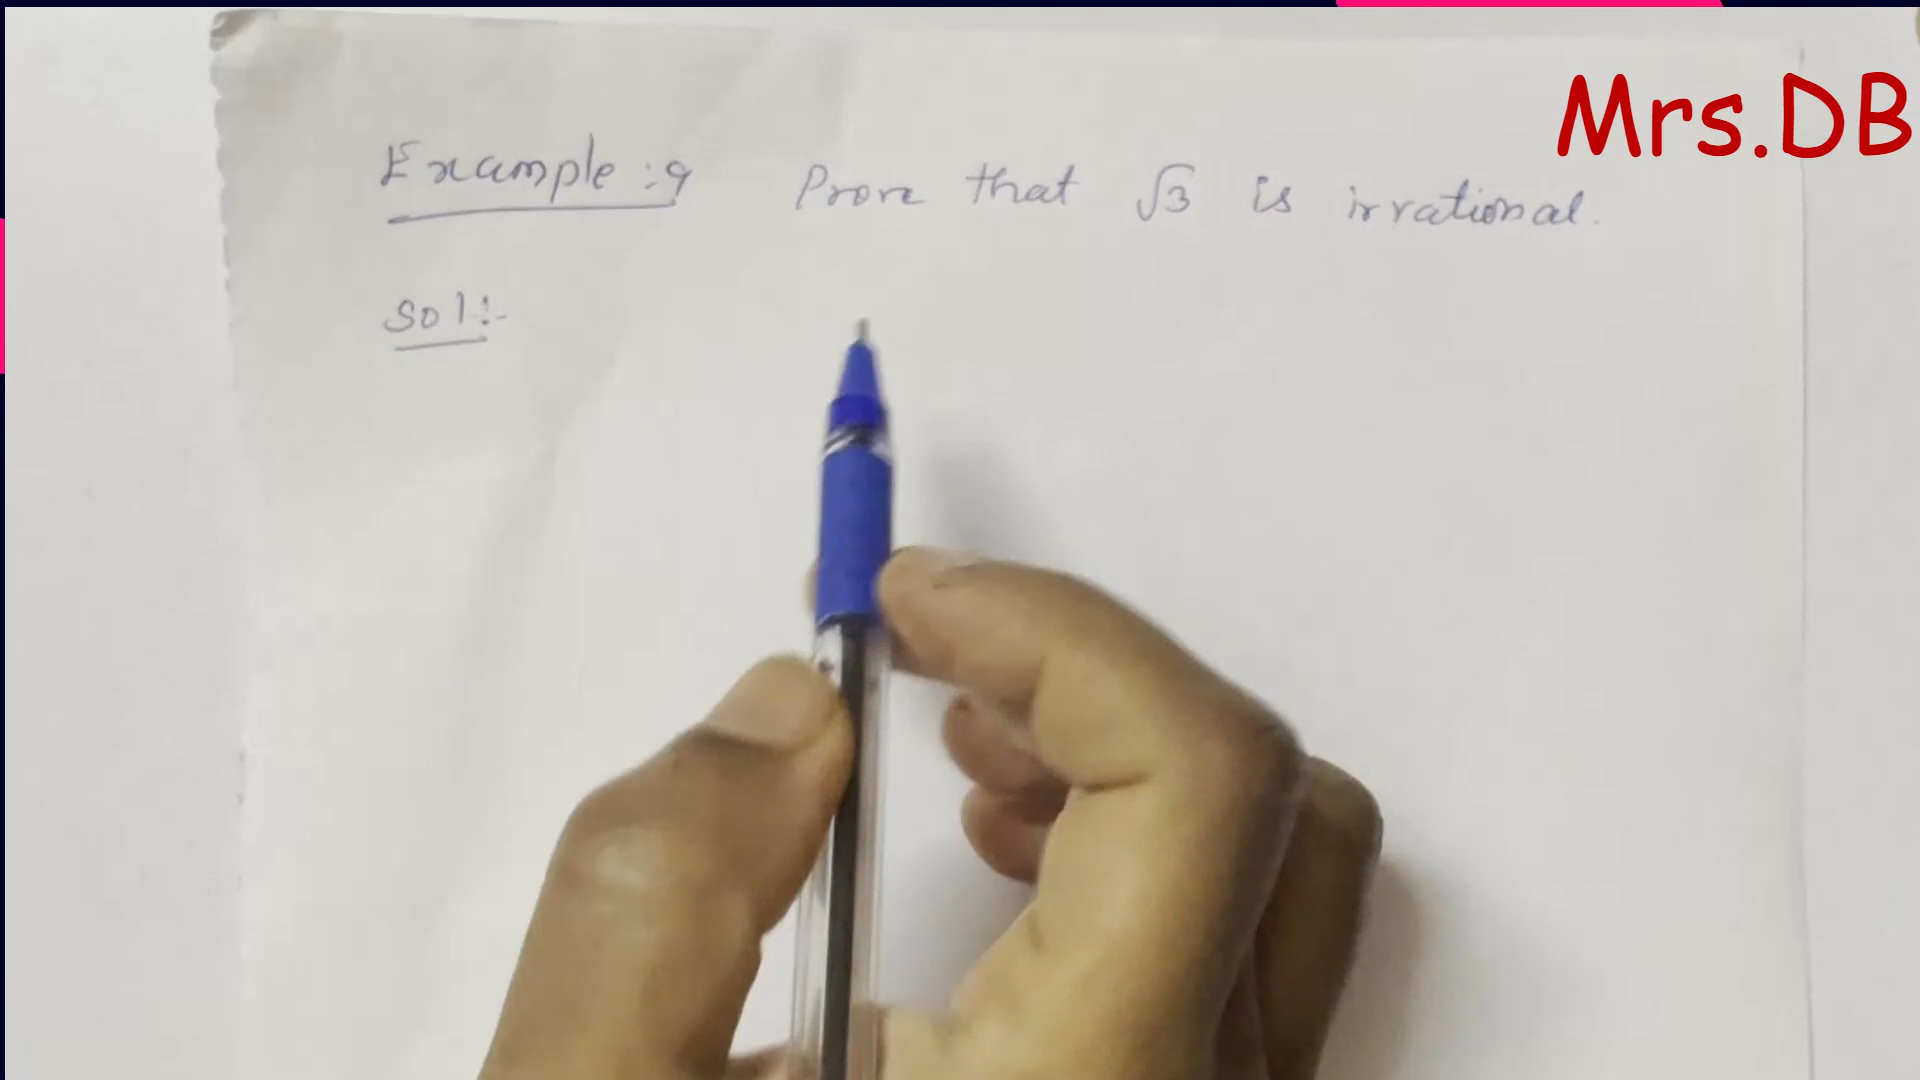 Mrs.DB
Example :9 Prove that √3 is irrational.
Sol:-